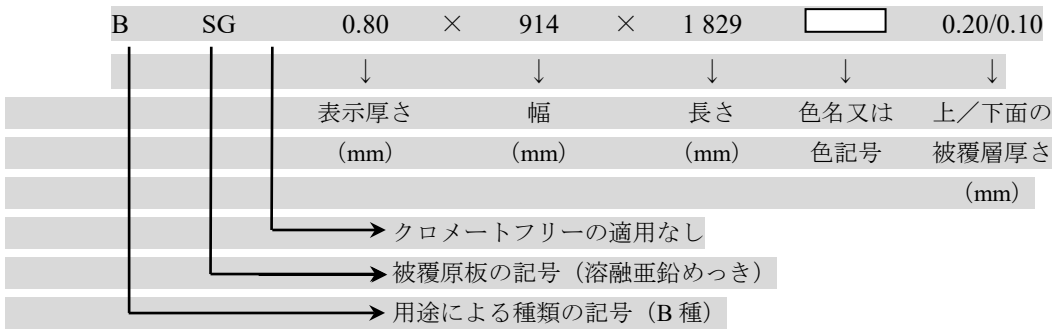 B SG 0.80 × 914 × 1 829 0.20/0.10
↓ ↓ ↓ ↓ ↓
表示厚さ 幅 長さ 色名又は 上／下面の
（mm） （mm） （mm） 色記号 被覆層厚さ
（mm）
クロメートフリーの適用なし
被覆原板の記号（溶融亜鉛めっき）
用途による種類の記号（B 種）